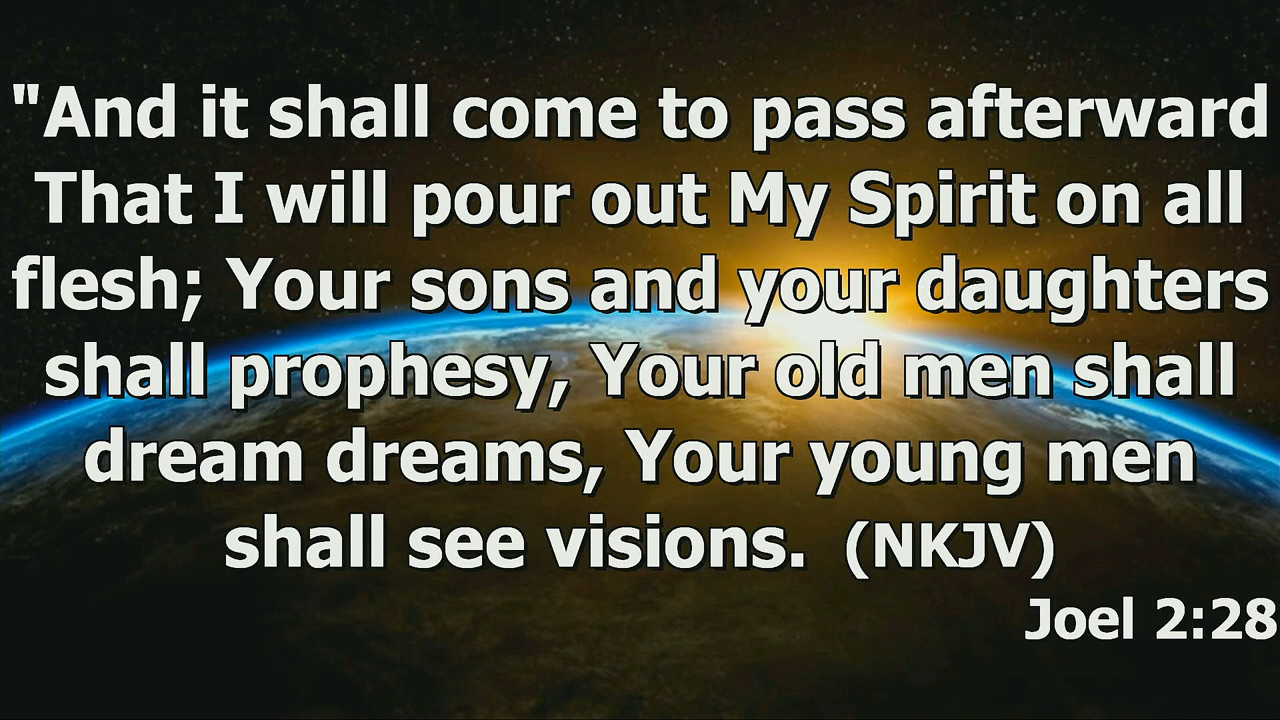 "And it shall come to pass afterward
That I will pour out My Spirit on all
flesh; Your sons and your daughters
shall prophesy, Your old men shall
dream dreams, Your young men
shall see visions.  (NKJV)
Joel 2:28